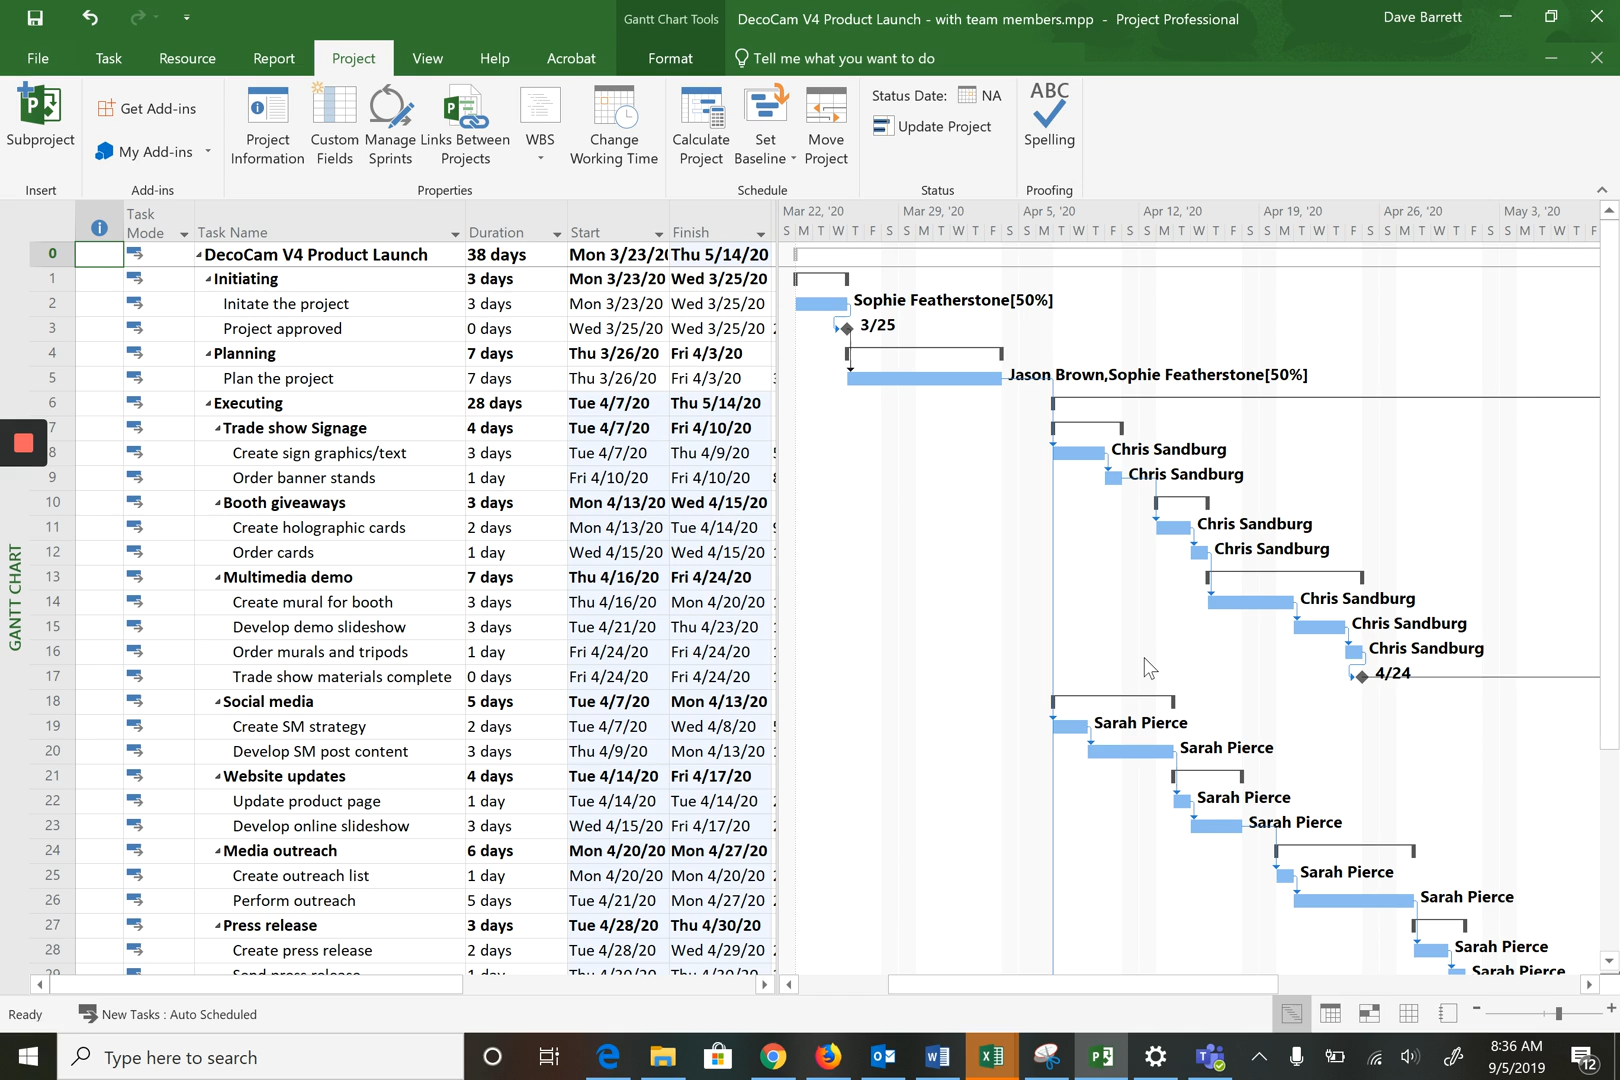 Gantt Chart Tools
DecoCam V4 Product Launch - with team members.mpp - Project Professional
Dave Barrett
File Task Resource Report Project View Help Acrobat Format Tell me what you want to do
Subproject
Get Add-ins
My Add-ins
Project Information
Custom Fields
Manage Sprints
Links Between Projects
WBS
Change Working Time
Calculate Project
Set Baseline
Move Project
Status Date: NA
Update Project
ABC
Spelling
Insert Add-ins Properties Schedule Status Proofing
Task Mode Task Name Duration Start Finish
Mar 22, '20 Mar 29, '20 Apr 5, '20 Apr 12, '20 Apr 19, '20 Apr 26, '20 May 3, '20
S M T W T F S S M T W T F S S M T W T F S S M T W T F S S M T W T F S S M T W T F S S M T W T F
0 DecoCam V4 Product Launch 38 days Mon 3/23/20 Thu 5/14/20
1 Initiating 3 days Mon 3/23/20 Wed 3/25/20
2 Initate the project 3 days Mon 3/23/20 Wed 3/25/20 Sophie Featherstone[50%]
3 Project approved 0 days Wed 3/25/20 Wed 3/25/20 3/25
4 Planning 7 days Thu 3/26/20 Fri 4/3/20
5 Plan the project 7 days Thu 3/26/20 Fri 4/3/20 Jason Brown,Sophie Featherstone[50%]
6 Executing 28 days Tue 4/7/20 Thu 5/14/20
7 Trade show Signage 4 days Tue 4/7/20 Fri 4/10/20
8 Create sign graphics/text 3 days Tue 4/7/20 Thu 4/9/20 Chris Sandburg
9 Order banner stands 1 day Fri 4/10/20 Fri 4/10/20 Chris Sandburg
10 Booth giveaways 3 days Mon 4/13/20 Wed 4/15/20
11 Create holographic cards 2 days Mon 4/13/20 Tue 4/14/20 Chris Sandburg
12 Order cards 1 day Wed 4/15/20 Wed 4/15/20 Chris Sandburg
13 Multimedia demo 7 days Thu 4/16/20 Fri 4/24/20
14 Create mural for booth 3 days Thu 4/16/20 Mon 4/20/20 Chris Sandburg
15 Develop demo slideshow 3 days Tue 4/21/20 Thu 4/23/20 Chris Sandburg
16 Order murals and tripods 1 day Fri 4/24/20 Fri 4/24/20 Chris Sandburg
17 Trade show materials complete 0 days Fri 4/24/20 Fri 4/24/20 4/24
18 Social media 5 days Tue 4/7/20 Mon 4/13/20
19 Create SM strategy 2 days Tue 4/7/20 Wed 4/8/20 Sarah Pierce
20 Develop SM post content 3 days Thu 4/9/20 Mon 4/13/20 Sarah Pierce
21 Website updates 4 days Tue 4/14/20 Fri 4/17/20
22 Update product page 1 day Tue 4/14/20 Tue 4/14/20 Sarah Pierce
23 Develop online slideshow 3 days Wed 4/15/20 Fri 4/17/20 Sarah Pierce
24 Media outreach 6 days Mon 4/20/20 Mon 4/27/20
25 Create outreach list 1 day Mon 4/20/20 Mon 4/20/20 Sarah Pierce
26 Perform outreach 5 days Tue 4/21/20 Mon 4/27/20 Sarah Pierce
27 Press release 3 days Tue 4/28/20 Thu 4/30/20
28 Create press release 2 days Tue 4/28/20 Wed 4/29/20 Sarah Pierce
29 Send press release 1 day Thu 4/30/20 Thu 4/30/20 Sarah Pierce
GANTT CHART
Ready New Tasks : Auto Scheduled
Type here to search
8:36 AM
9/5/2019
12